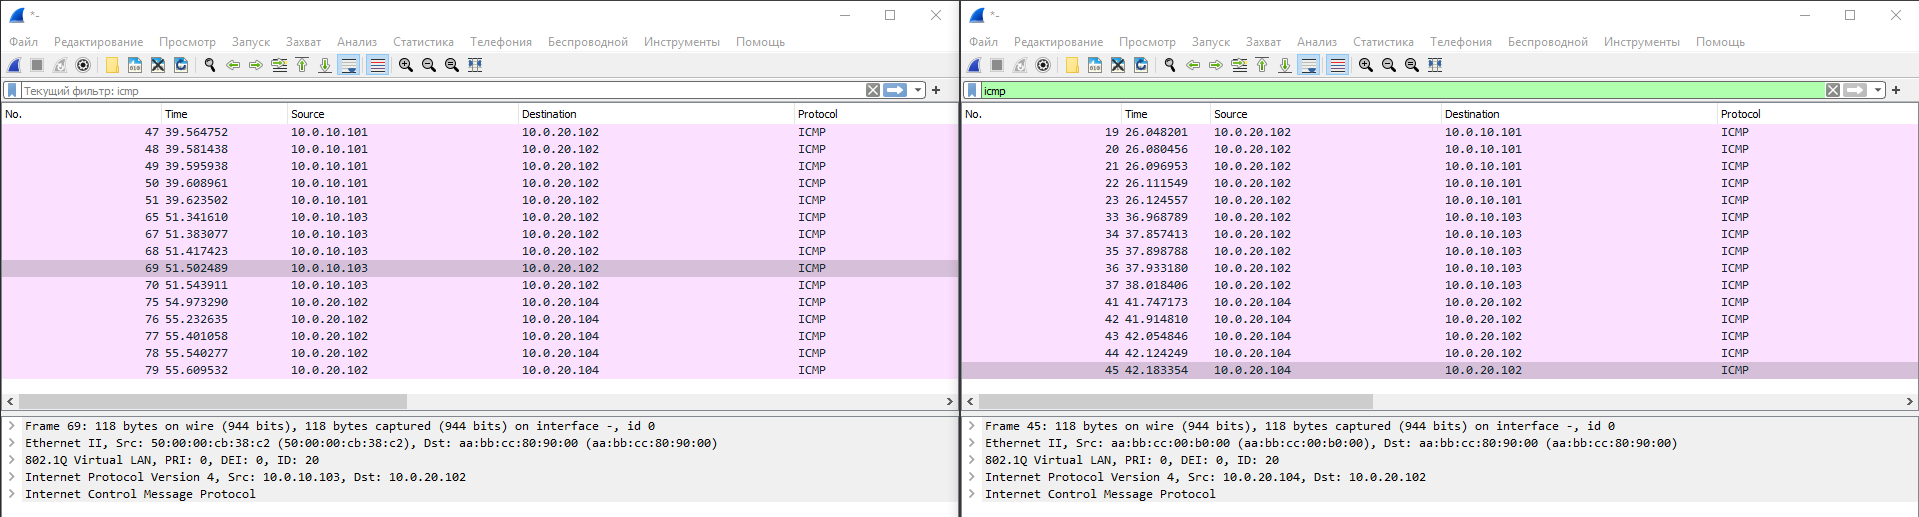 *-
Файл Редактирование Просмотр Запуск Захват Анализ Статистика Телефония Беспроводной Инструменты Помощь
Текущий фильтр: icmp
No. Time Source Destination Protocol
47 39.564752 10.0.10.101 10.0.20.102 ICMP
48 39.581438 10.0.10.101 10.0.20.102 ICMP
49 39.595938 10.0.10.101 10.0.20.102 ICMP
50 39.608961 10.0.10.101 10.0.20.102 ICMP
51 39.623502 10.0.10.101 10.0.20.102 ICMP
65 51.341610 10.0.10.103 10.0.20.102 ICMP
67 51.383077 10.0.10.103 10.0.20.102 ICMP
68 51.417423 10.0.10.103 10.0.20.102 ICMP
69 51.502489 10.0.10.103 10.0.20.102 ICMP
70 51.543911 10.0.10.103 10.0.20.102 ICMP
75 54.973290 10.0.20.102 10.0.20.104 ICMP
76 55.232635 10.0.20.102 10.0.20.104 ICMP
77 55.401058 10.0.20.102 10.0.20.104 ICMP
78 55.540277 10.0.20.102 10.0.20.104 ICMP
79 55.609532 10.0.20.102 10.0.20.104 ICMP
Frame 69: 118 bytes on wire (944 bits), 118 bytes captured (944 bits) on interface -, id 0
Ethernet II, Src: 50:00:00:cb:38:c2 (50:00:00:cb:38:c2), Dst: aa:bb:cc:80:90:00 (aa:bb:cc:80:90:00)
802.1Q Virtual LAN, PRI: 0, DEI: 0, ID: 20
Internet Protocol Version 4, Src: 10.0.10.103, Dst: 10.0.20.102
Internet Control Message Protocol
*-
Файл Редактирование Просмотр Запуск Захват Анализ Статистика Телефония Беспроводной Инструменты Помощь
icmp
No. Time Source Destination Protocol
19 26.048201 10.0.20.102 10.0.10.101 ICMP
20 26.080456 10.0.20.102 10.0.10.101 ICMP
21 26.096953 10.0.20.102 10.0.10.101 ICMP
22 26.111549 10.0.20.102 10.0.10.101 ICMP
23 26.124557 10.0.20.102 10.0.10.101 ICMP
33 36.968789 10.0.20.102 10.0.10.103 ICMP
34 37.857413 10.0.20.102 10.0.10.103 ICMP
35 37.898788 10.0.20.102 10.0.10.103 ICMP
36 37.933180 10.0.20.102 10.0.10.103 ICMP
37 38.018406 10.0.20.102 10.0.10.103 ICMP
41 41.747173 10.0.20.104 10.0.20.102 ICMP
42 41.914810 10.0.20.104 10.0.20.102 ICMP
43 42.054846 10.0.20.104 10.0.20.102 ICMP
44 42.124249 10.0.20.104 10.0.20.102 ICMP
45 42.183354 10.0.20.104 10.0.20.102 ICMP
Frame 45: 118 bytes on wire (944 bits), 118 bytes captured (944 bits) on interface -, id 0
Ethernet II, Src: aa:bb:cc:00:b0:00 (aa:bb:cc:00:b0:00), Dst: aa:bb:cc:80:90:00 (aa:bb:cc:80:90:00)
802.1Q Virtual LAN, PRI: 0, DEI: 0, ID: 20
Internet Protocol Version 4, Src: 10.0.20.104, Dst: 10.0.20.102
Internet Control Message Protocol